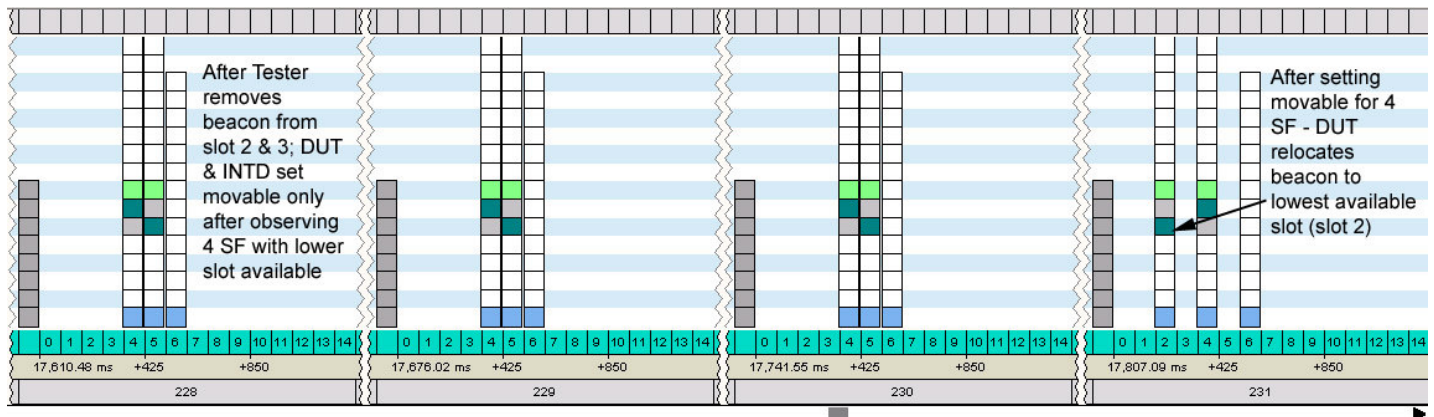 After Tester
removes
beacon from
slot 2 & 3; DUT
& INTD set
movable only
after observing
4 SF with lower
slot available
After setting
movable for 4
SF - DUT
relocates
beacon to
lowest available
slot (slot 2)
0 1 2 3 4 5 6 7 8 9 10 11 12 13 14 0 1 2 3 4 5 6 7 8 9 10 11 12 13 14 0 1 2 3 4 5 6 7 8 9 10 11 12 13 14 0 1 2 3 4 5 6 7 8 9 10 11 12 13 14
17,610.48 ms +425 +850 17,676.02 ms +425 +850 17,741.55 ms +425 +850 17,807.09 ms +425 +850
228 229 230 231